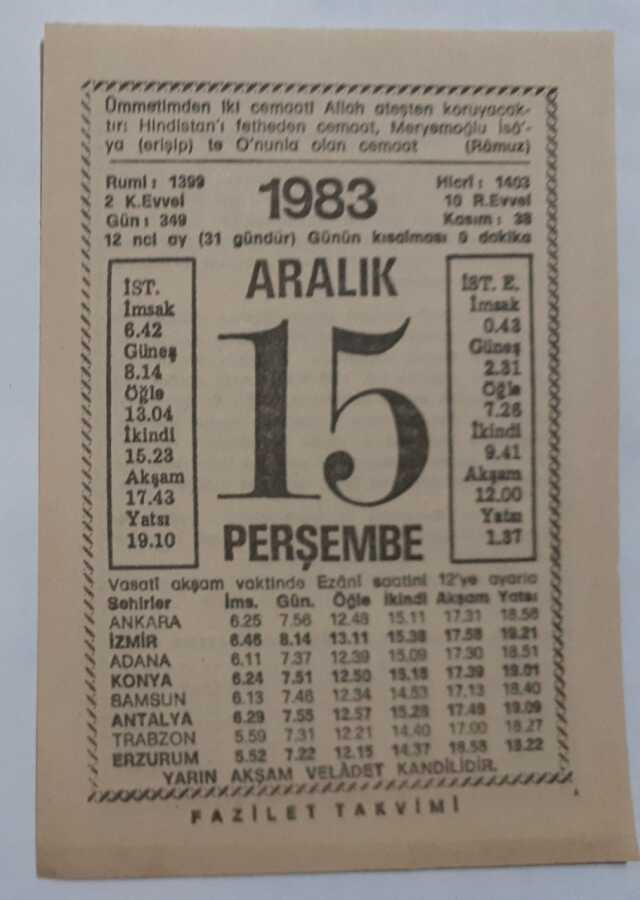 Ümmetimden iki cemaati Allah ateşten koruyacak-
tır: Hindistan'ı fetheden cemaat, Meryemoğlu İsâ'-
ya (erişip) te O'nunla olan cemaat (Râmuz)
Rumi : 1399
2 K.Evvel
Gün : 349
1983
Hicri : 1403
10 R.Evvel
Kasım : 38
12 nci ay (31 gündür) Günün kısalması 0 dakika
ARALIK
15
PERŞEMBE
İST.
İmsak
6.42
Güneş
8.14
Öğle
13.04
İkindi
15.23
Akşam
17.43
Yatsı
19.10
İST. E.
İmsak
0.43
Güneş
2.31
Öğle
7.26
İkindi
9.41
Akşam
12.00
Yatsı
1.37
Vasatî akşam vaktinde Ezânî saatini 12'ye ayarla
Şehirler İms. Gün. Öğle İkindi Akşam Yatsı
ANKARA 6.25 7.56 12.48 15.11 17.31 18.56
İZMİR 6.46 8.14 13.11 15.38 17.58 19.21
ADANA 6.11 7.37 12.39 15.09 17.30 18.51
KONYA 6.24 7.51 12.50 15.18 17.39 19.01
SAMSUN 6.13 7.46 12.34 14.53 17.13 18.40
ANTALYA 6.29 7.55 12.57 15.28 17.49 19.09
TRABZON 5.59 7.31 12.21 14.40 17.00 18.27
ERZURUM 5.52 7.22 12.15 14.37 16.58 18.22
YARIN AKŞAM VELÂDET KANDİLİDİR.
FAZİLET TAKVİMİ